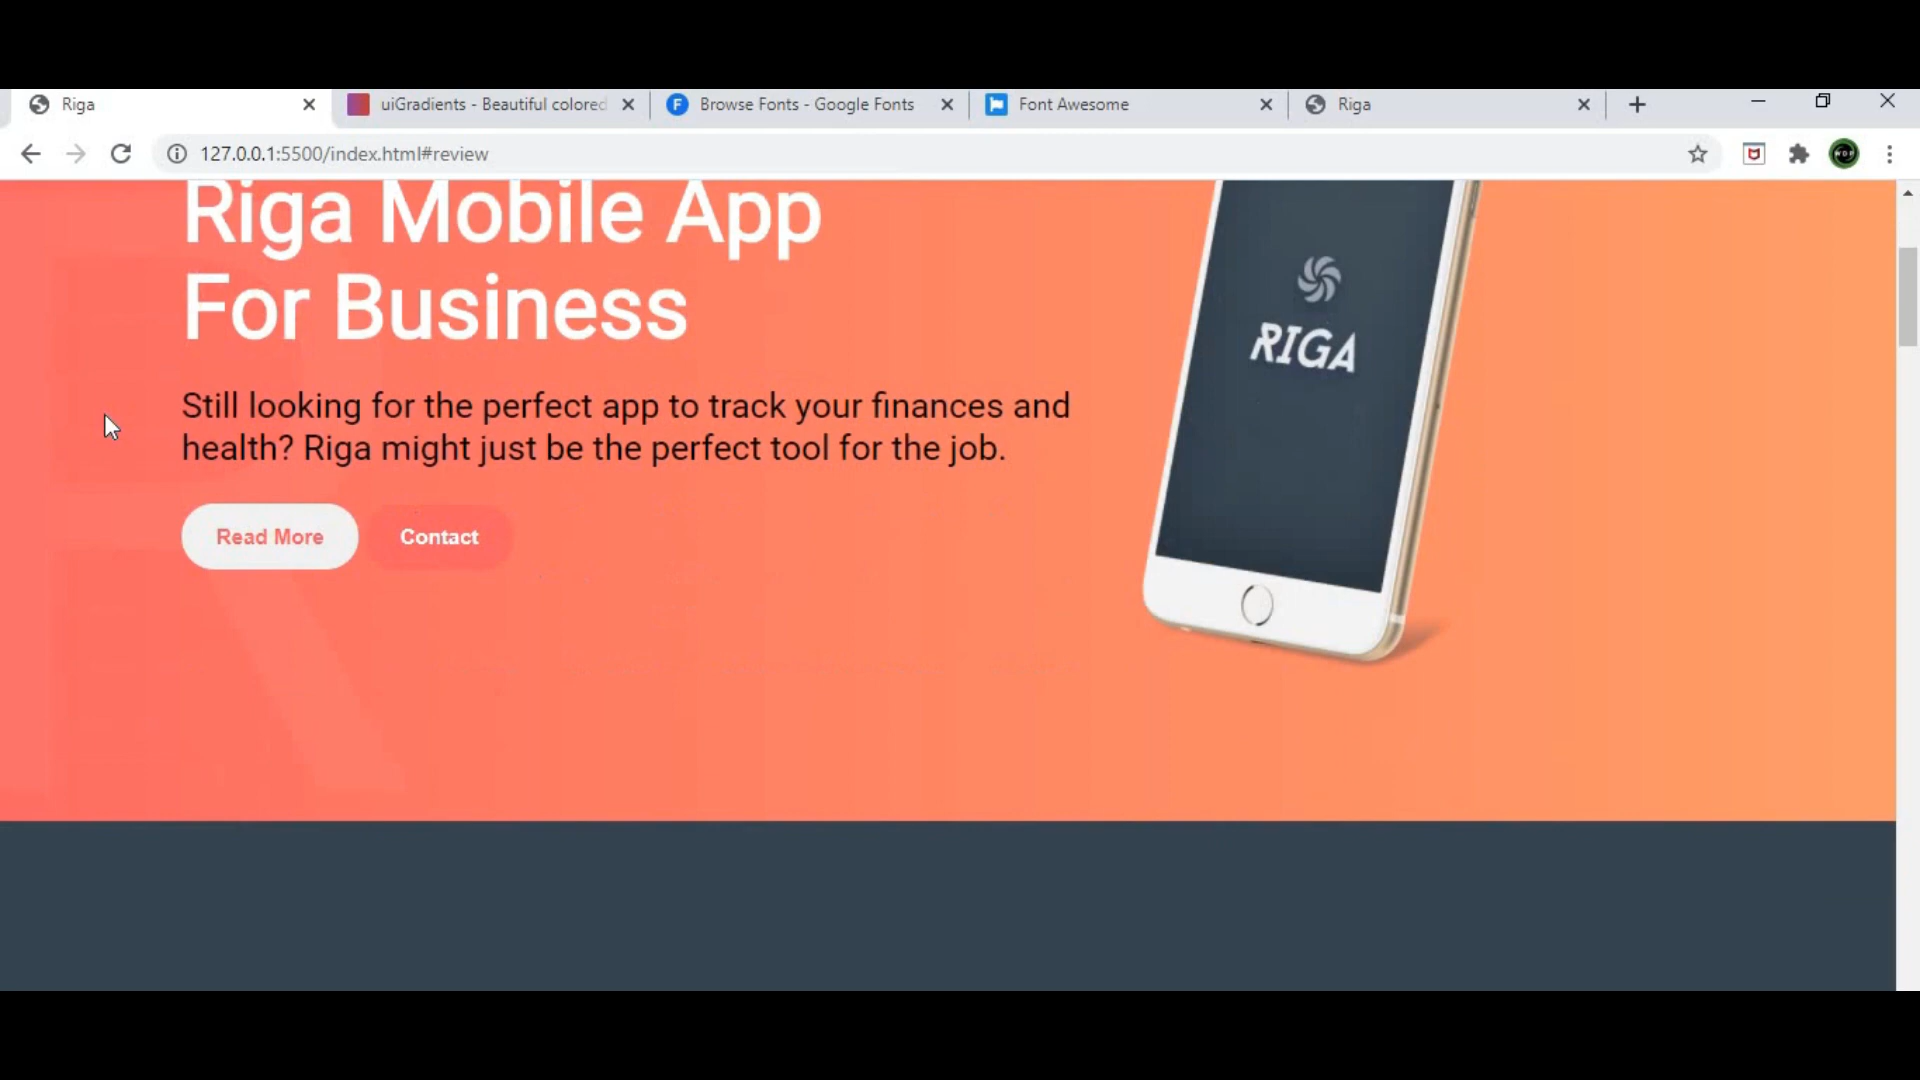 Riga
uiGradients - Beautiful colored
Browse Fonts - Google Fonts
Font Awesome
Riga
127.0.0.1:5500/index.html#review
Riga Mobile App
For Business
Still looking for the perfect app to track your finances and
health? Riga might just be the perfect tool for the job.
Read More
Contact
RIGA